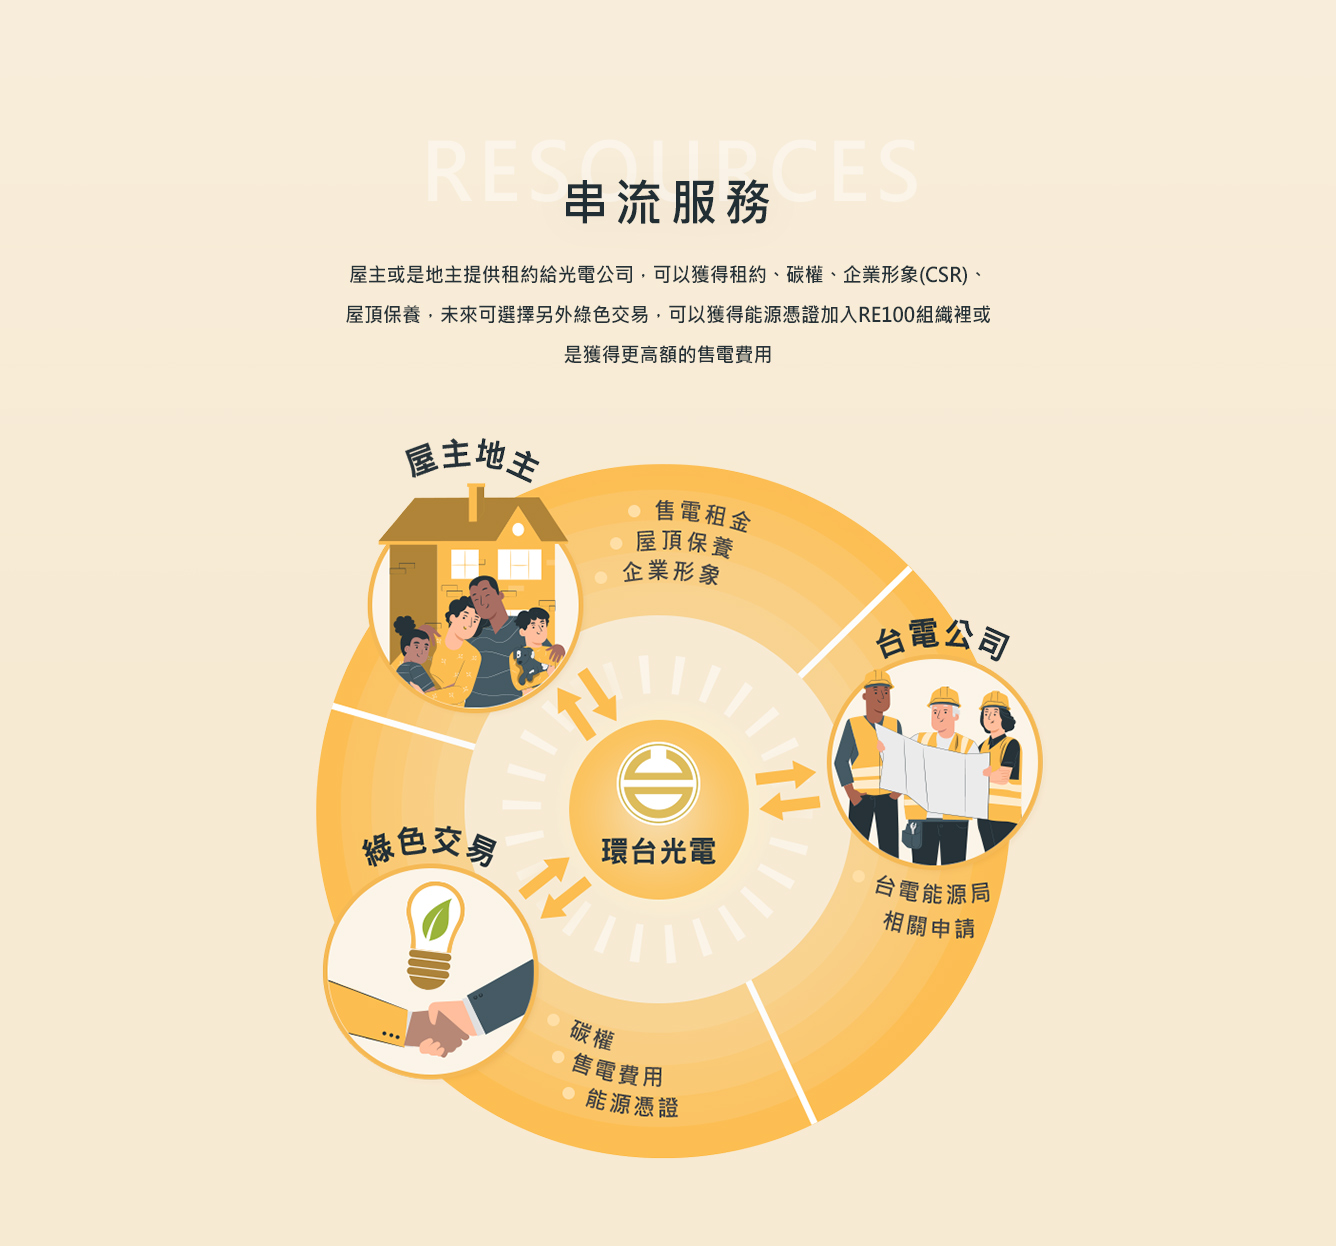 RESOURCES
串流服務
屋主或是地主提供租約給光電公司，可以獲得租約、碳權、企業形象(CSR)、
屋頂保養，未來可選擇另外綠色交易，可以獲得能源憑證加入RE100組織裡或
是獲得更高額的售電費用
屋主地主
售電租金
屋頂保養
企業形象
台電公司
台電能源局
相關申請
環台光電
綠色交易
碳權
售電費用
能源憑證